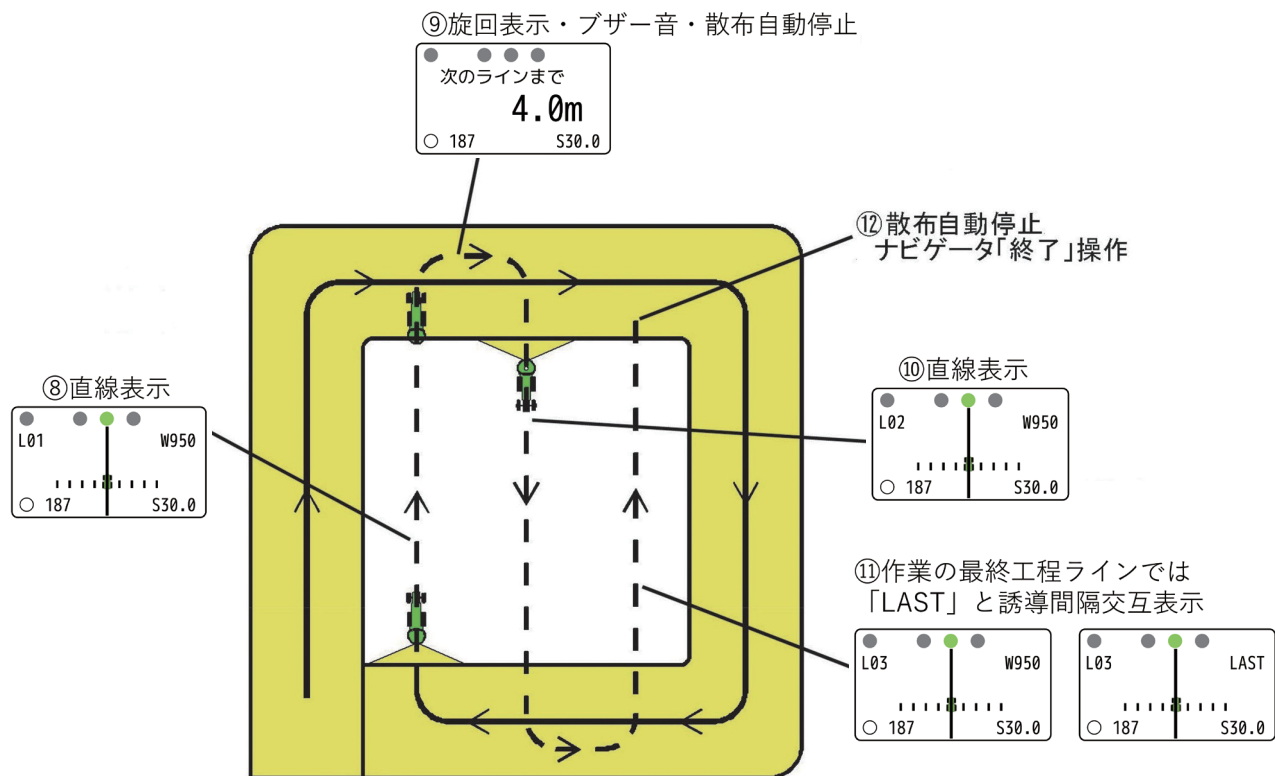 ⑨旋回表示・ブザー音・散布自動停止
次のラインまで
4.0m
○ 187 S30.0
⑫散布自動停止
ナビゲータ「終了」操作
⑧直線表示
L01 W950
○ 187 S30.0
⑩直線表示
L02 W950
○ 187 S30.0
⑪作業の最終工程ラインでは
「LAST」と誘導間隔交互表示
L03 W950
○ 187 S30.0
L03 LAST
○ 187 S30.0